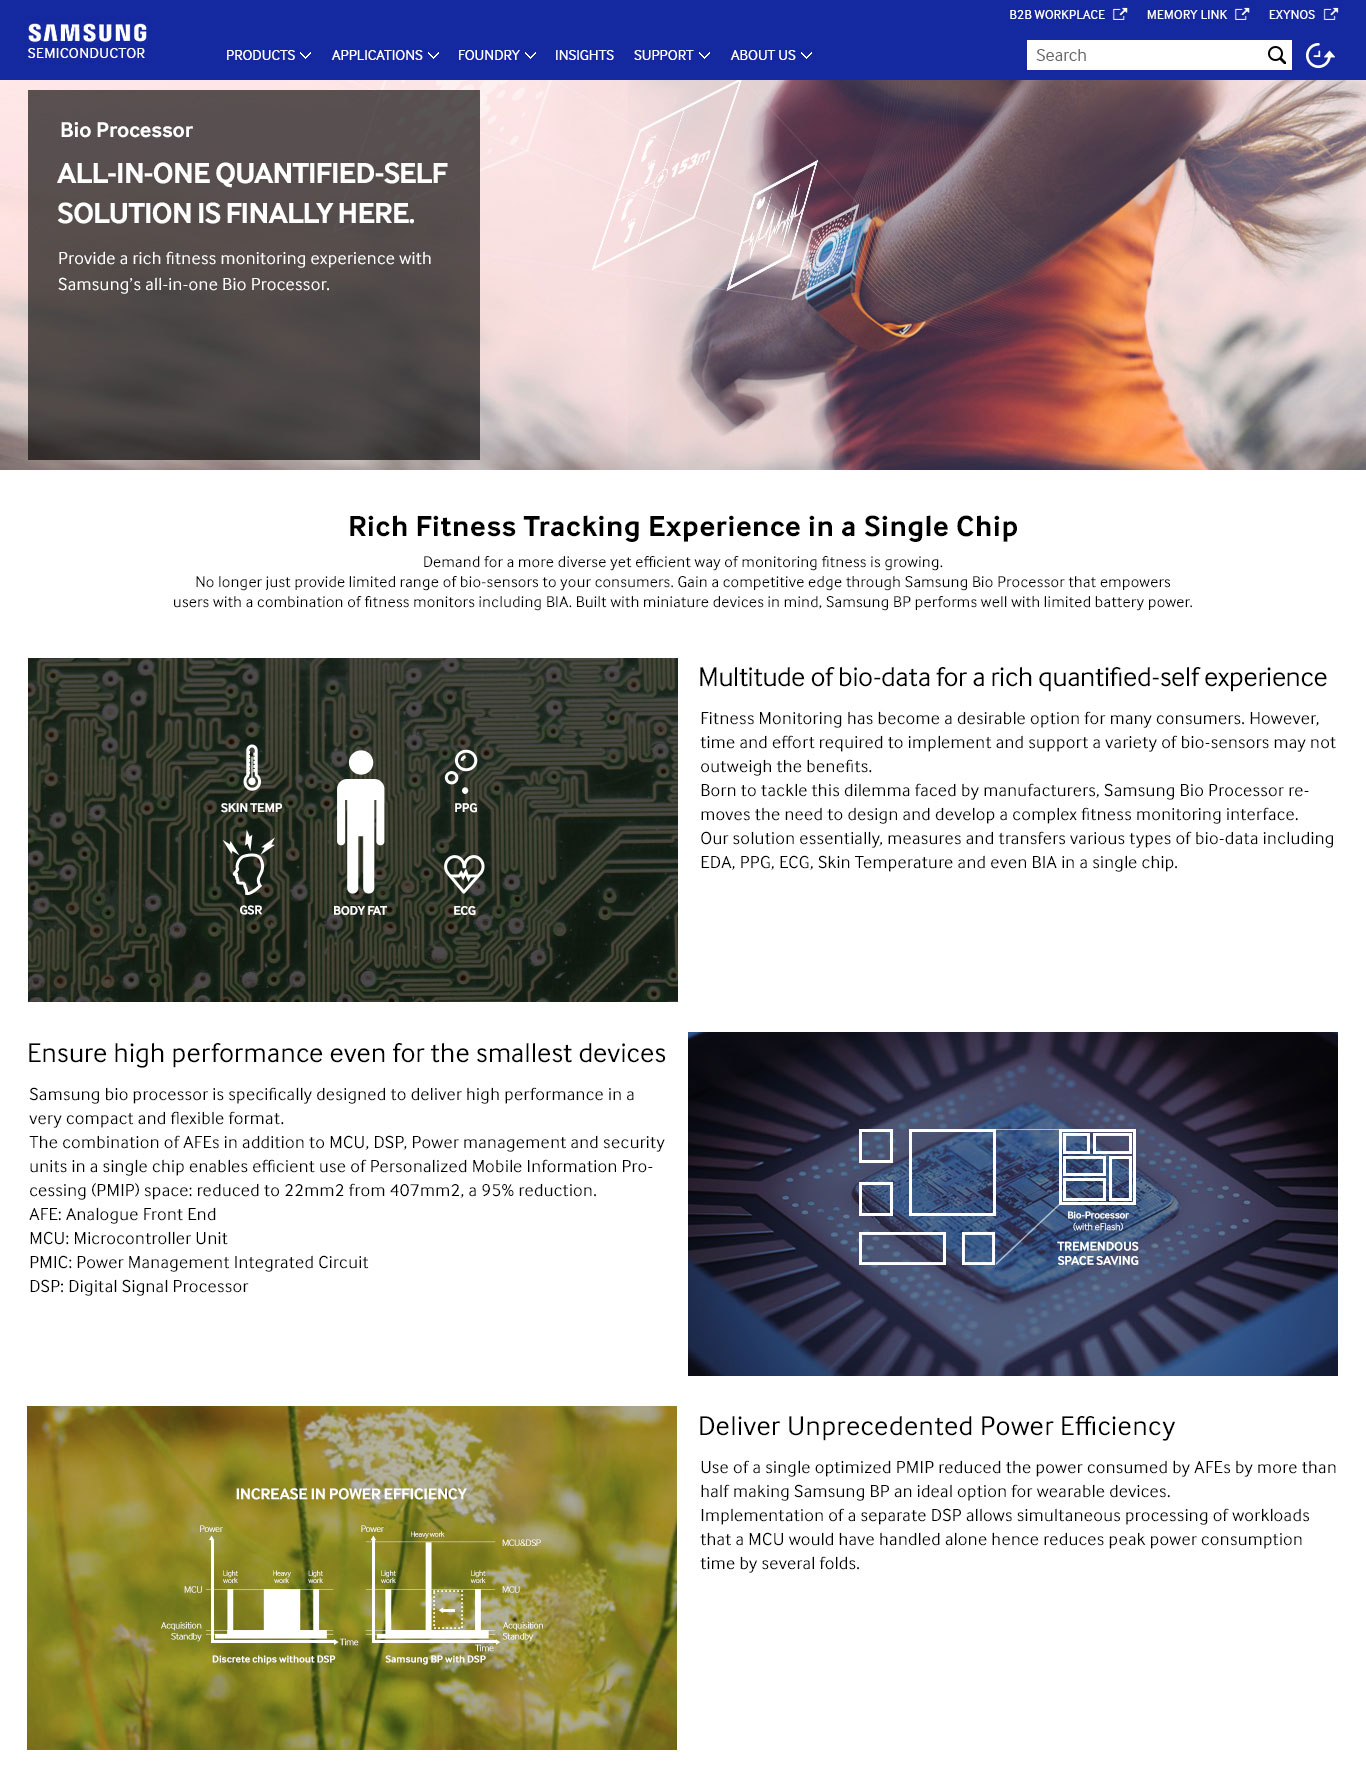 B2B WORKPLACE MEMORY LINK EXYNOS
SAMSUNG
SEMICONDUCTOR
PRODUCTS APPLICATIONS FOUNDRY INSIGHTS SUPPORT ABOUT US
Search
Bio Processor
ALL-IN-ONE QUANTIFIED-SELF
SOLUTION IS FINALLY HERE.
Provide a rich fitness monitoring experience with
Samsung's all-in-one Bio Processor.
153m
Rich Fitness Tracking Experience in a Single Chip
Demand for a more diverse yet efficient way of monitoring fitness is growing.
No longer just provide limited range of bio-sensors to your consumers. Gain a competitive edge through Samsung Bio Processor that empowers
users with a combination of fitness monitors including BIA. Built with miniature devices in mind, Samsung BP performs well with limited battery power.
SKIN TEMP
PPG
GSR
BODY FAT
ECG
Multitude of bio-data for a rich quantified-self experience
Fitness Monitoring has become a desirable option for many consumers. However,
time and effort required to implement and support a variety of bio-sensors may not
outweigh the benefits.
Born to tackle this dilemma faced by manufacturers, Samsung Bio Processor re-
moves the need to design and develop a complex fitness monitoring interface.
Our solution essentially, measures and transfers various types of bio-data including
EDA, PPG, ECG, Skin Temperature and even BIA in a single chip.
Ensure high performance even for the smallest devices
Samsung bio processor is specifically designed to deliver high performance in a
very compact and flexible format.
The combination of AFEs in addition to MCU, DSP, Power management and security
units in a single chip enables efficient use of Personalized Mobile Information Pro-
cessing (PMIP) space: reduced to 22mm2 from 407mm2, a 95% reduction.
AFE: Analogue Front End
MCU: Microcontroller Unit
PMIC: Power Management Integrated Circuit
DSP: Digital Signal Processor
Bio-Processor
(with eFlash)
TREMENDOUS
SPACE SAVING
INCREASE IN POWER EFFICIENCY
Power
Light
work
Heavy
work
Light
work
MCU
Acquisition
Standby
Time
Discrete chips without DSP
Power
Heavy work
MCU&DSP
Light
work
Light
work
MCU
Acquisition
Standby
Time
Samsung BP with DSP
Deliver Unprecedented Power Efficiency
Use of a single optimized PMIP reduced the power consumed by AFEs by more than
half making Samsung BP an ideal option for wearable devices.
Implementation of a separate DSP allows simultaneous processing of workloads
that a MCU would have handled alone hence reduces peak power consumption
time by several folds.